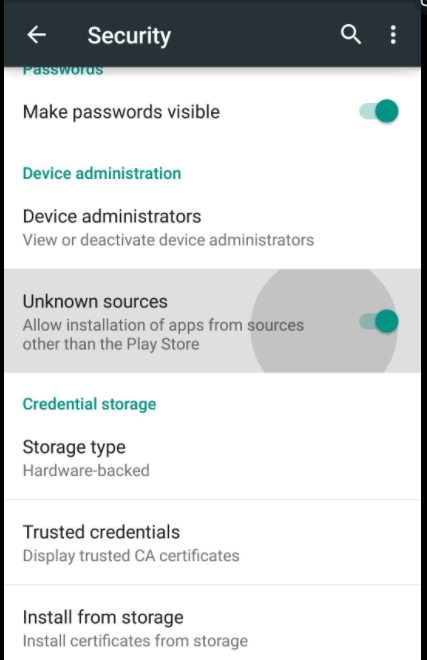 Security
Passwords
Make passwords visible
Device administration
Device administrators
View or deactivate device administrators
Unknown sources
Allow installation of apps from sources
other than the Play Store
Credential storage
Storage type
Hardware-backed
Trusted credentials
Display trusted CA certificates
Install from storage
Install certificates from storage